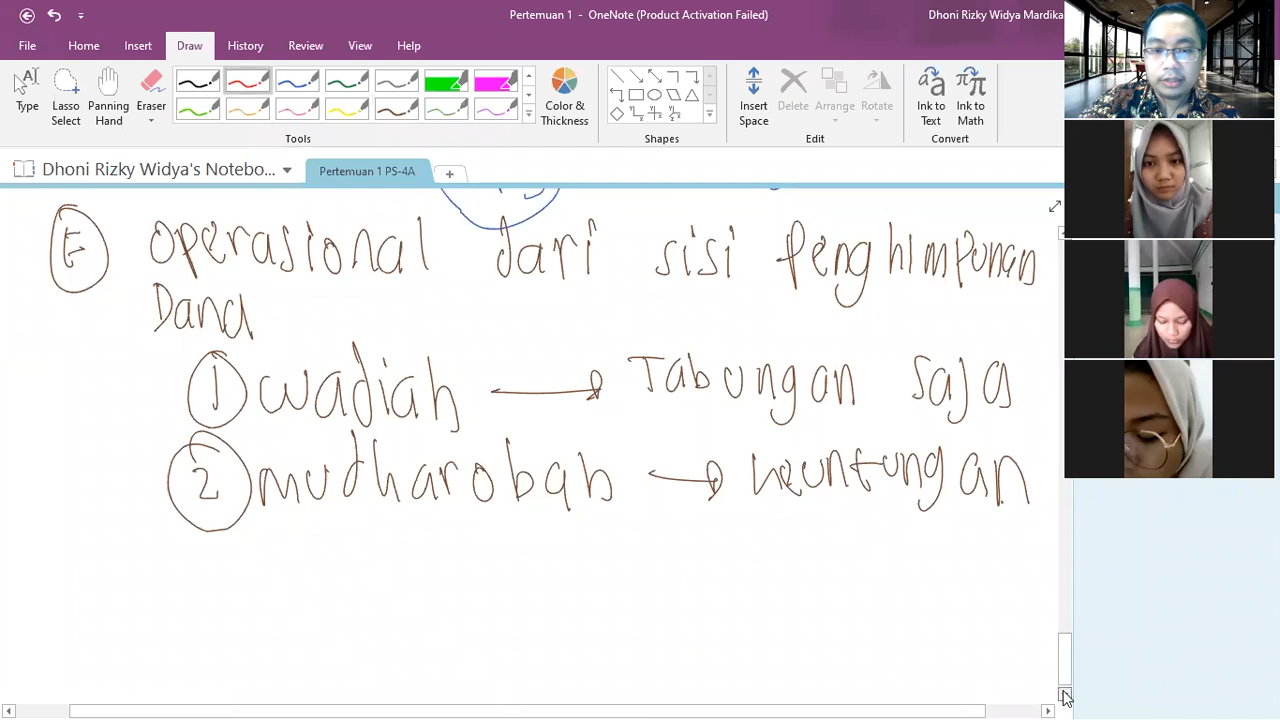 Pertemuan 1 - OneNote (Product Activation Failed)
Dhoni Rizky Widya Mardika
File Home Insert Draw History Review View Help
Type
Lasso Select
Panning Hand
Eraser
Color & Thickness
Insert Space
Delete
Arrange
Rotate
Ink to Text
Ink to Math
Tools
Shapes
Edit
Convert
Dhoni Rizky Widya's Notebo...
Pertemuan 1 PS-4A
E operasional dari sisi penghimpunan
Dana
1 wadiah → Tabungan saja
2 mudharobah → keuntungan